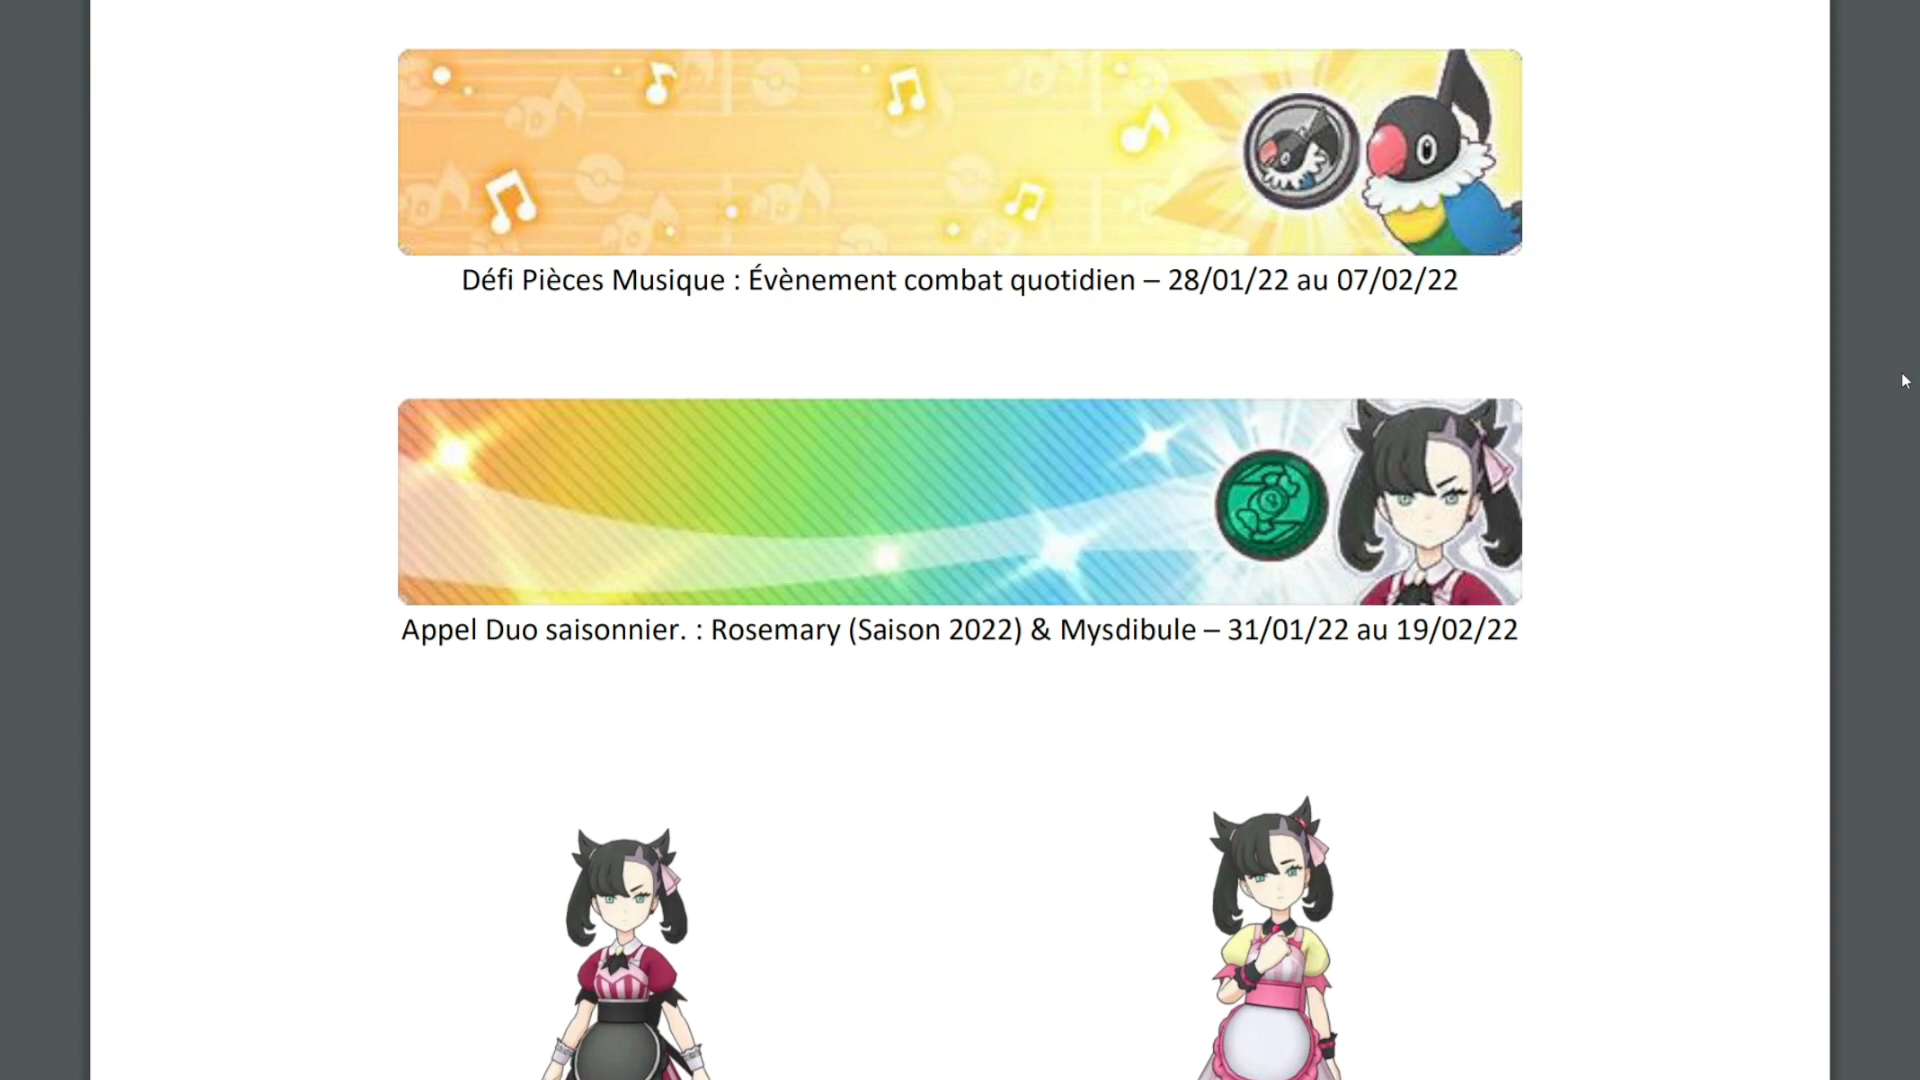 Défi Pièces Musique : Évènement combat quotidien – 28/01/22 au 07/02/22
Appel Duo saisonnier. : Rosemary (Saison 2022) & Mysdibule – 31/01/22 au 19/02/22